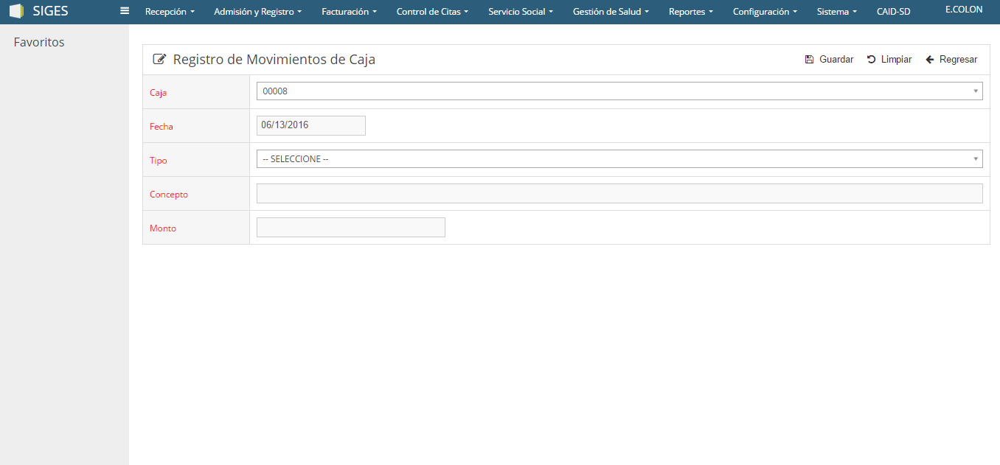 SIGES Recepción Admisión y Registro Facturación Control de Citas Servicio Social Gestión de Salud Reportes Configuración Sistema CAID-SD E.COLON
Favoritos
Registro de Movimientos de Caja Guardar Limpiar Regresar
Caja 00008
Fecha 06/13/2016
Tipo -- SELECCIONE --
Concepto
Monto